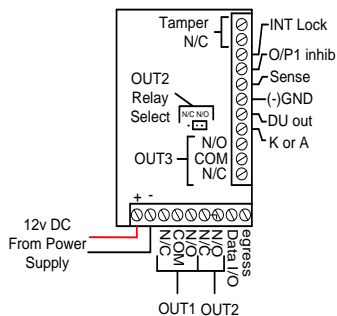 Tamper
N/C
INT Lock
O/P1 inhib
Sense
(-)GND
DU out
K or A
OUT2
Relay
Select
N/C N/O
OUT3
N/O
COM
N/C
+ -
12v DC
From Power
Supply
N/C
COM
N/O
N/C
N/O
Data I/O
egress
OUT1 OUT2